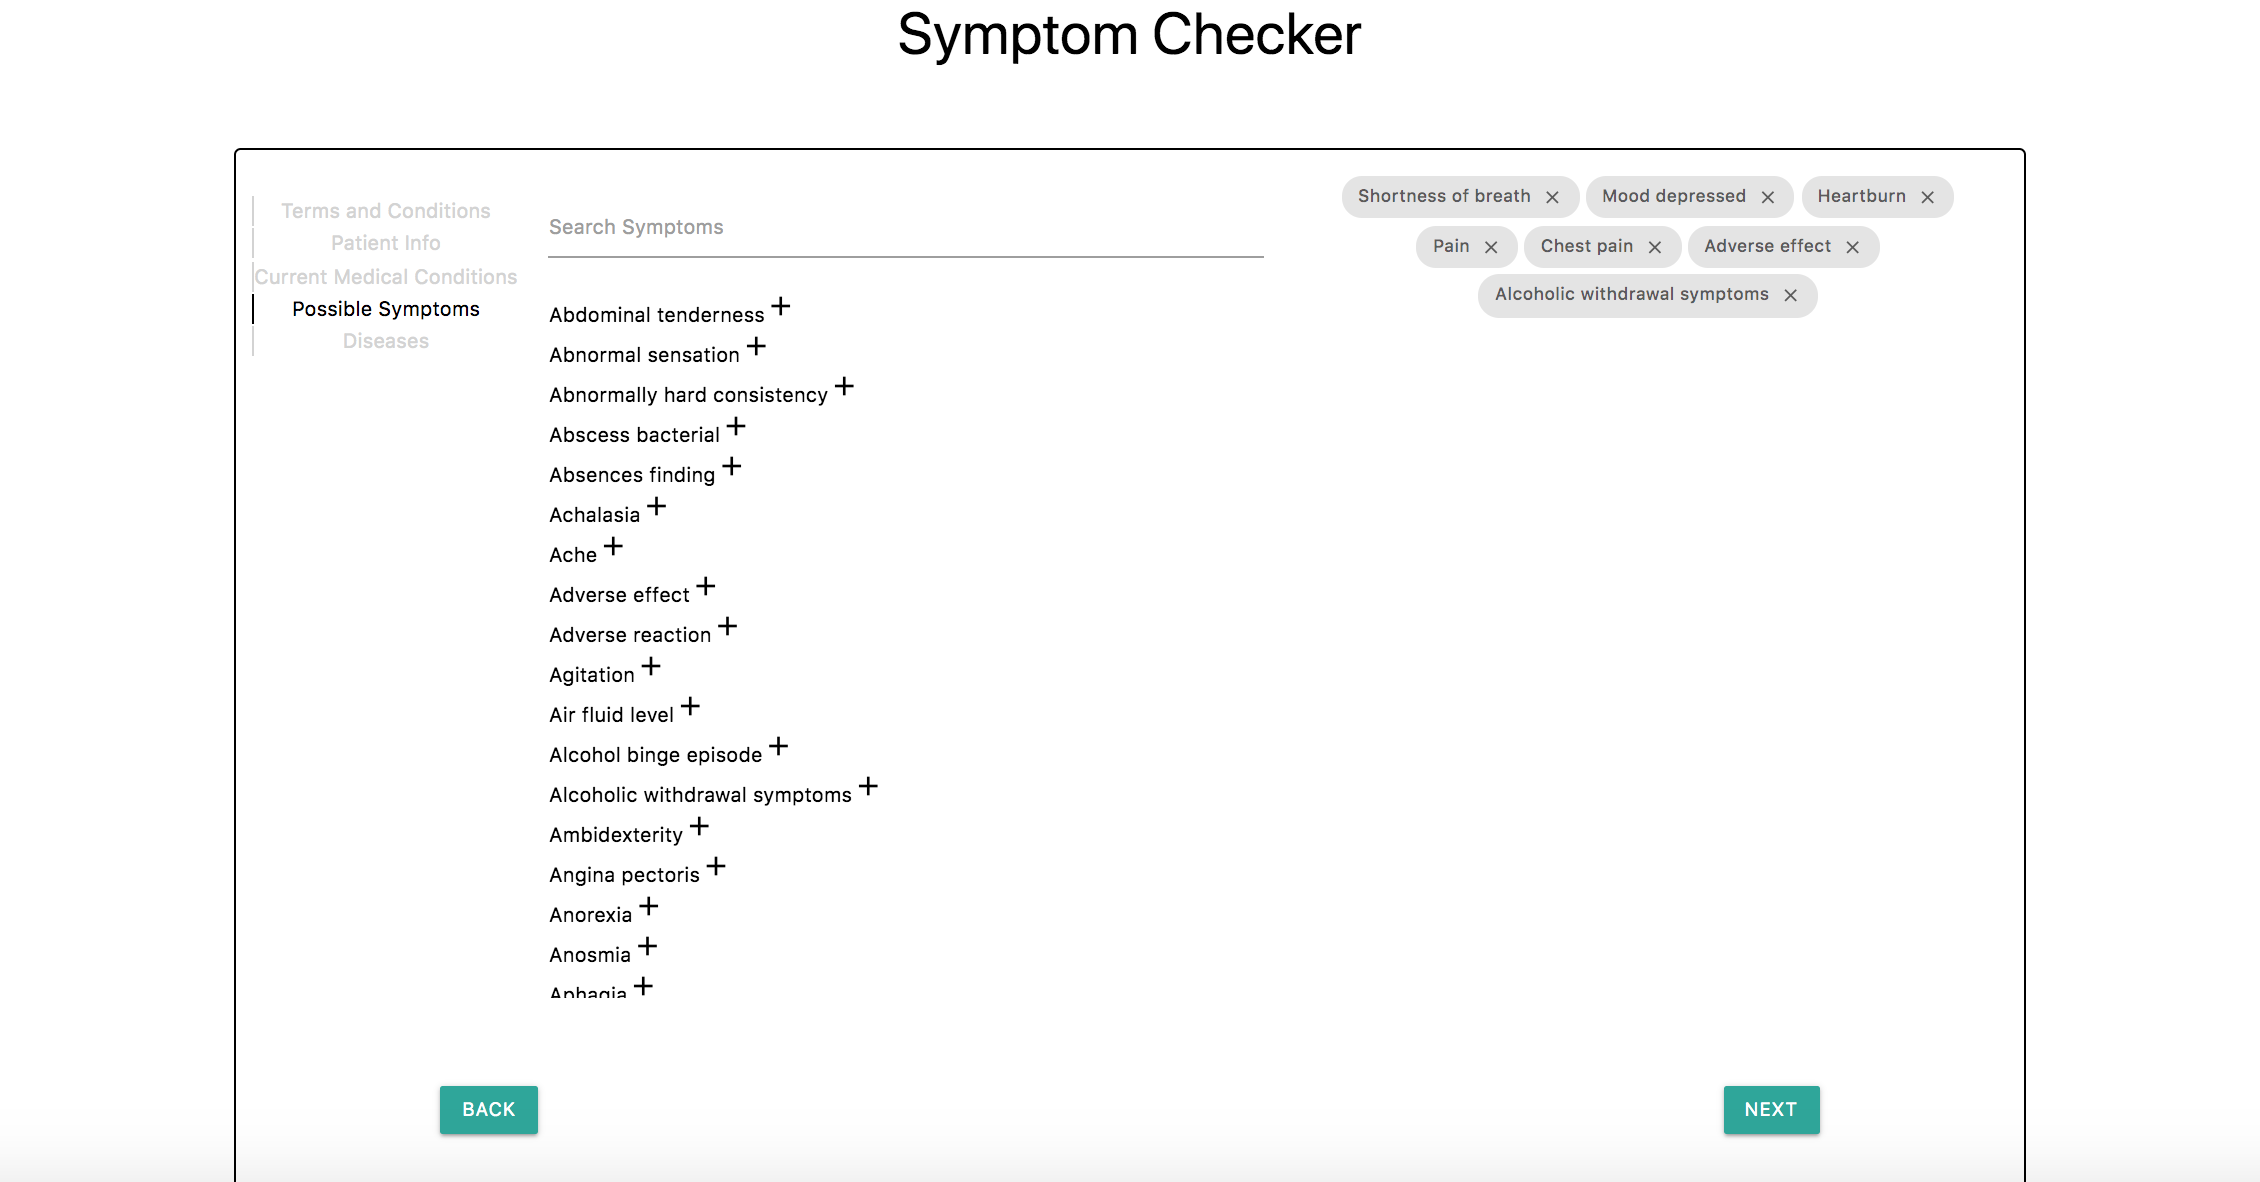 Symptom Checker
Terms and Conditions
Patient Info
Current Medical Conditions
Possible Symptoms
Diseases
Search Symptoms
Abdominal tenderness
Abnormal sensation
Abnormally hard consistency
Abscess bacterial
Absences finding
Achalasia
Ache
Adverse effect
Adverse reaction
Agitation
Air fluid level
Alcohol binge episode
Alcoholic withdrawal symptoms
Ambidexterity
Angina pectoris
Anorexia
Anosmia
Aphagia
Shortness of breath Mood depressed Heartburn
Pain Chest pain Adverse effect
Alcoholic withdrawal symptoms
BACK
NEXT